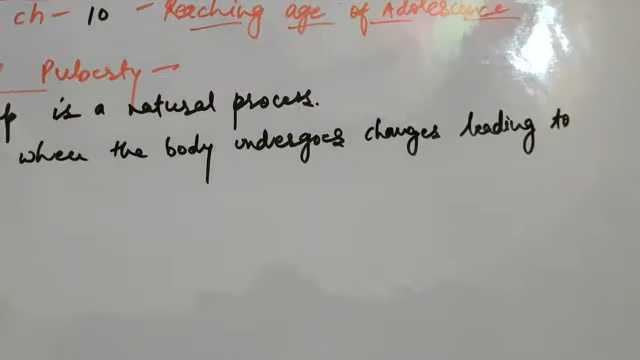 ch - 10 - Reaching age of Adolescence
Puberty -
is a natural process.
when the body undergoes changes leading to